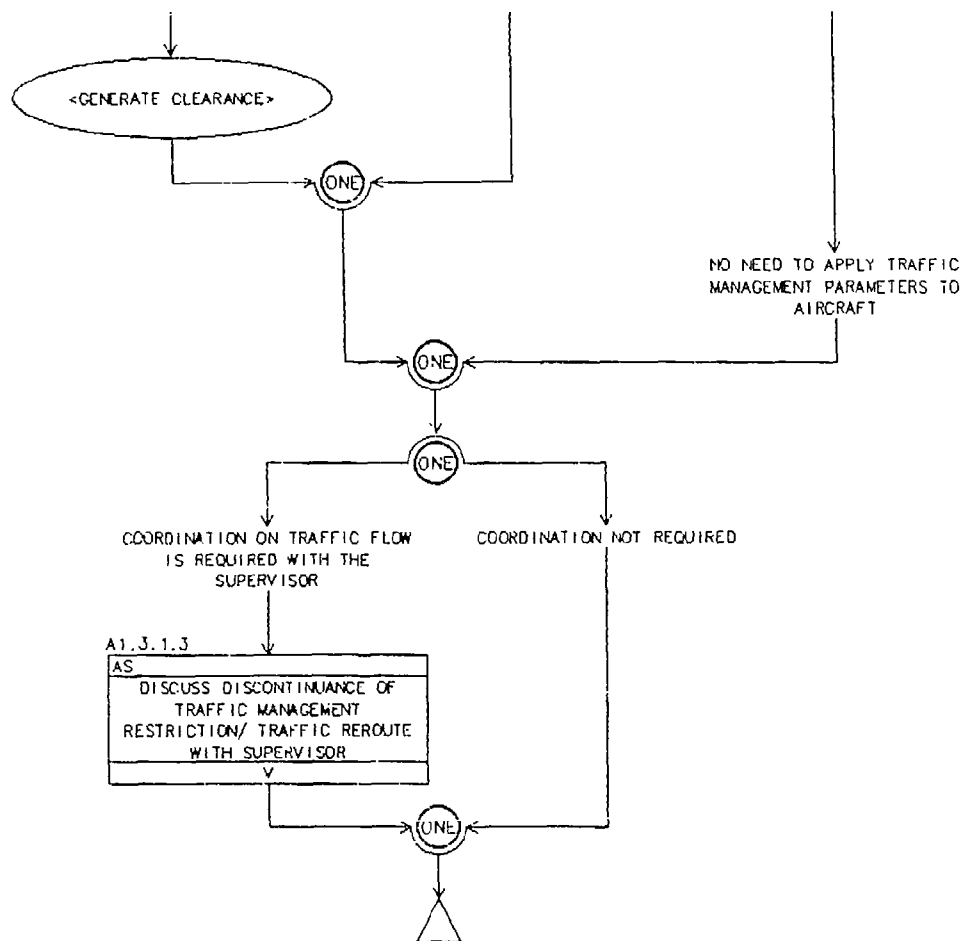 <GENERATE CLEARANCE>
ONE
NO NEED TO APPLY TRAFFIC
MANAGEMENT PARAMETERS TO
AIRCRAFT
ONE
ONE
COORDINATION ON TRAFFIC FLOW
IS REQUIRED WITH THE
SUPERVISOR
COORDINATION NOT REQUIRED
A1.3.1.3
AS
DISCUSS DISCONTINUANCE OF
TRAFFIC MANAGEMENT
RESTRICTION/ TRAFFIC REROUTE
WITH SUPERVISOR
V
ONE